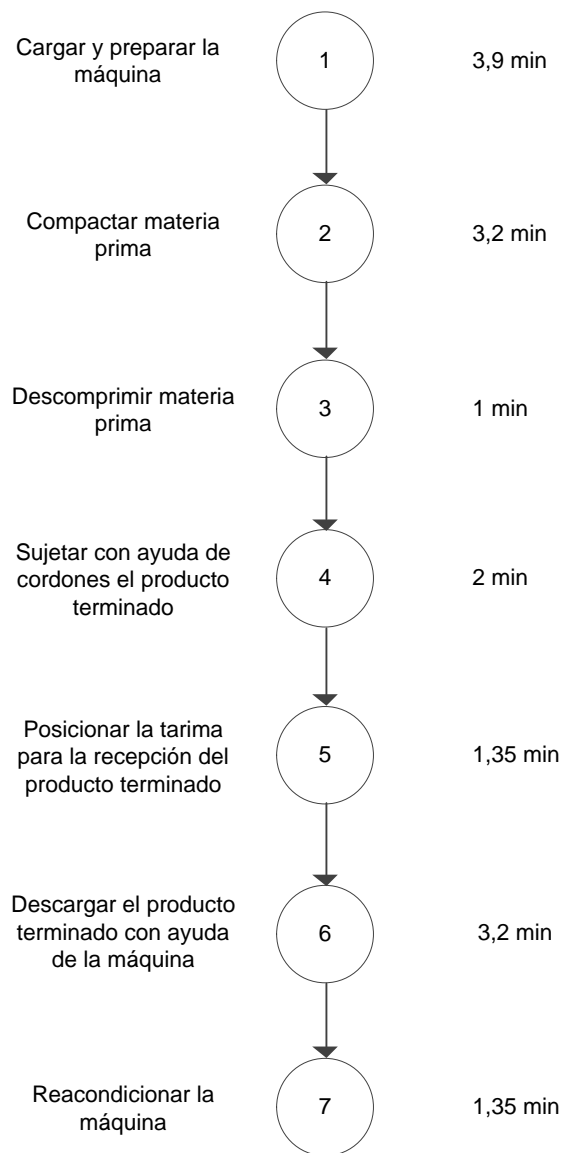 Cargar y preparar la
máquina
1
3,9 min
Compactar materia
prima
2
3,2 min
Descomprimir materia
prima
3
1 min
Sujetar con ayuda de
cordones el producto
terminado
4
2 min
Posicionar la tarima
para la recepción del
producto terminado
5
1,35 min
Descargar el producto
terminado con ayuda
de la máquina
6
3,2 min
Reacondicionar la
máquina
7
1,35 min